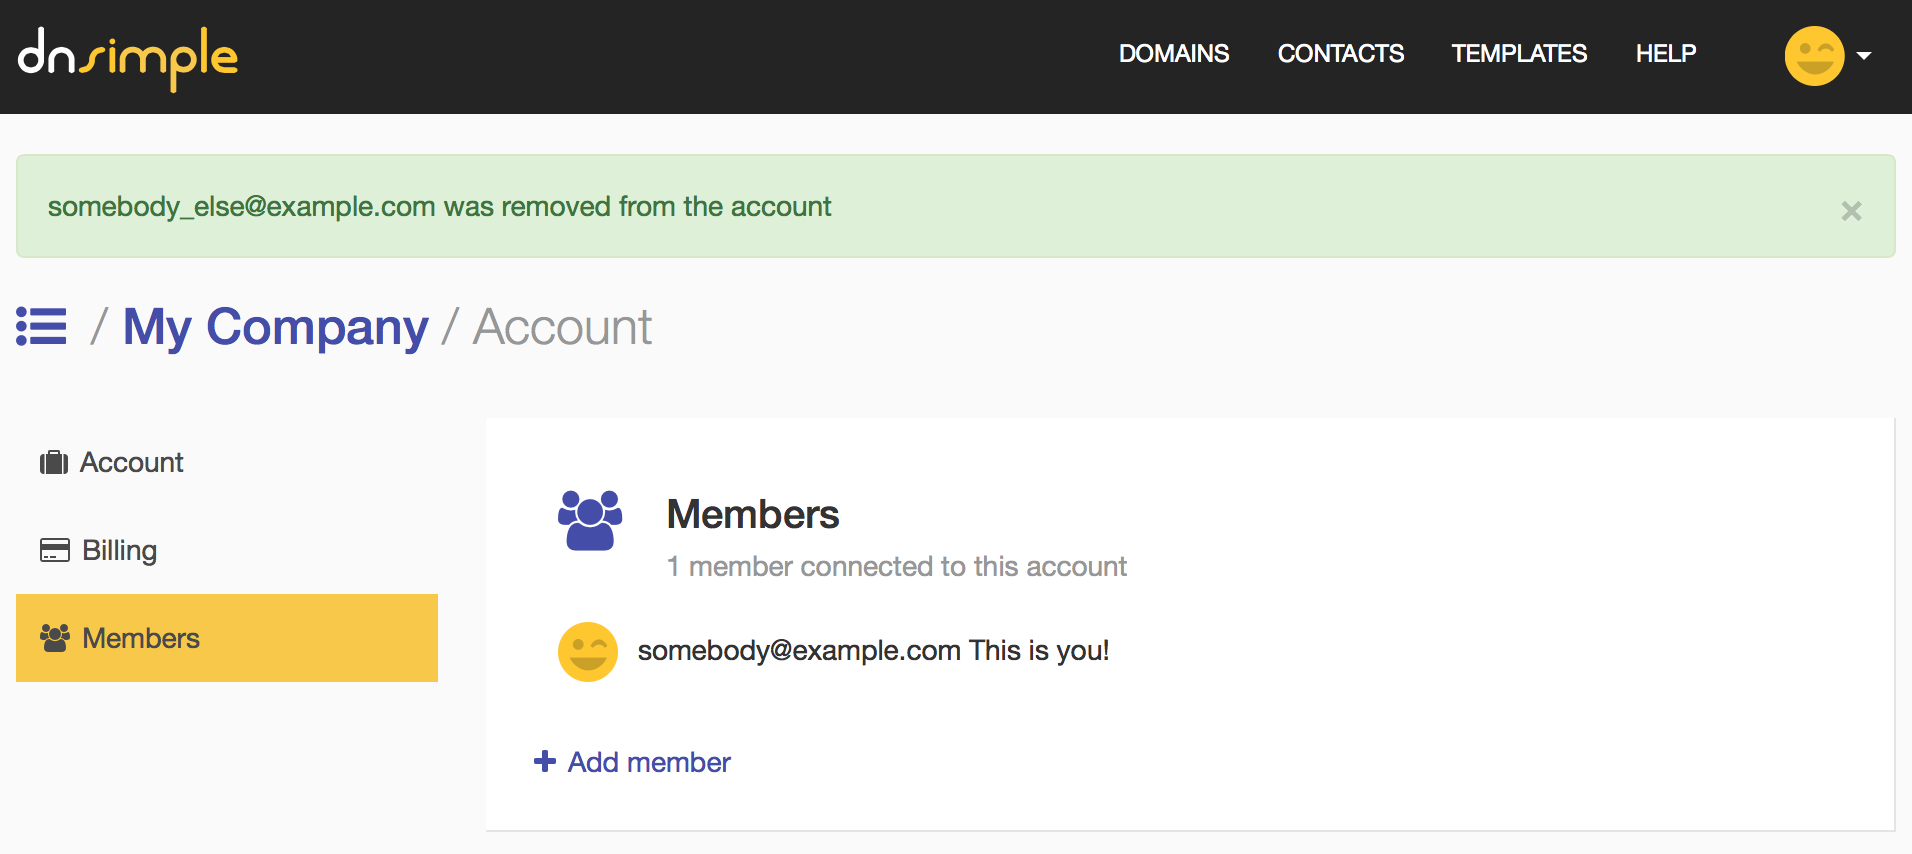 dnsimple
DOMAINS CONTACTS TEMPLATES HELP
somebody_else@example.com was removed from the account
×
/ My Company / Account
Account
Billing
Members
Members
1 member connected to this account
somebody@example.com This is you!
+ Add member